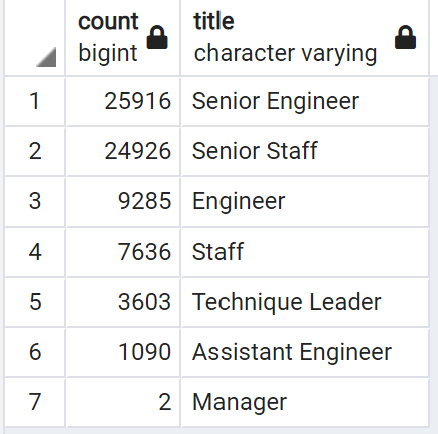 count title
bigint character varying
1 25916 Senior Engineer
2 24926 Senior Staff
3 9285 Engineer
4 7636 Staff
5 3603 Technique Leader
6 1090 Assistant Engineer
7 2 Manager